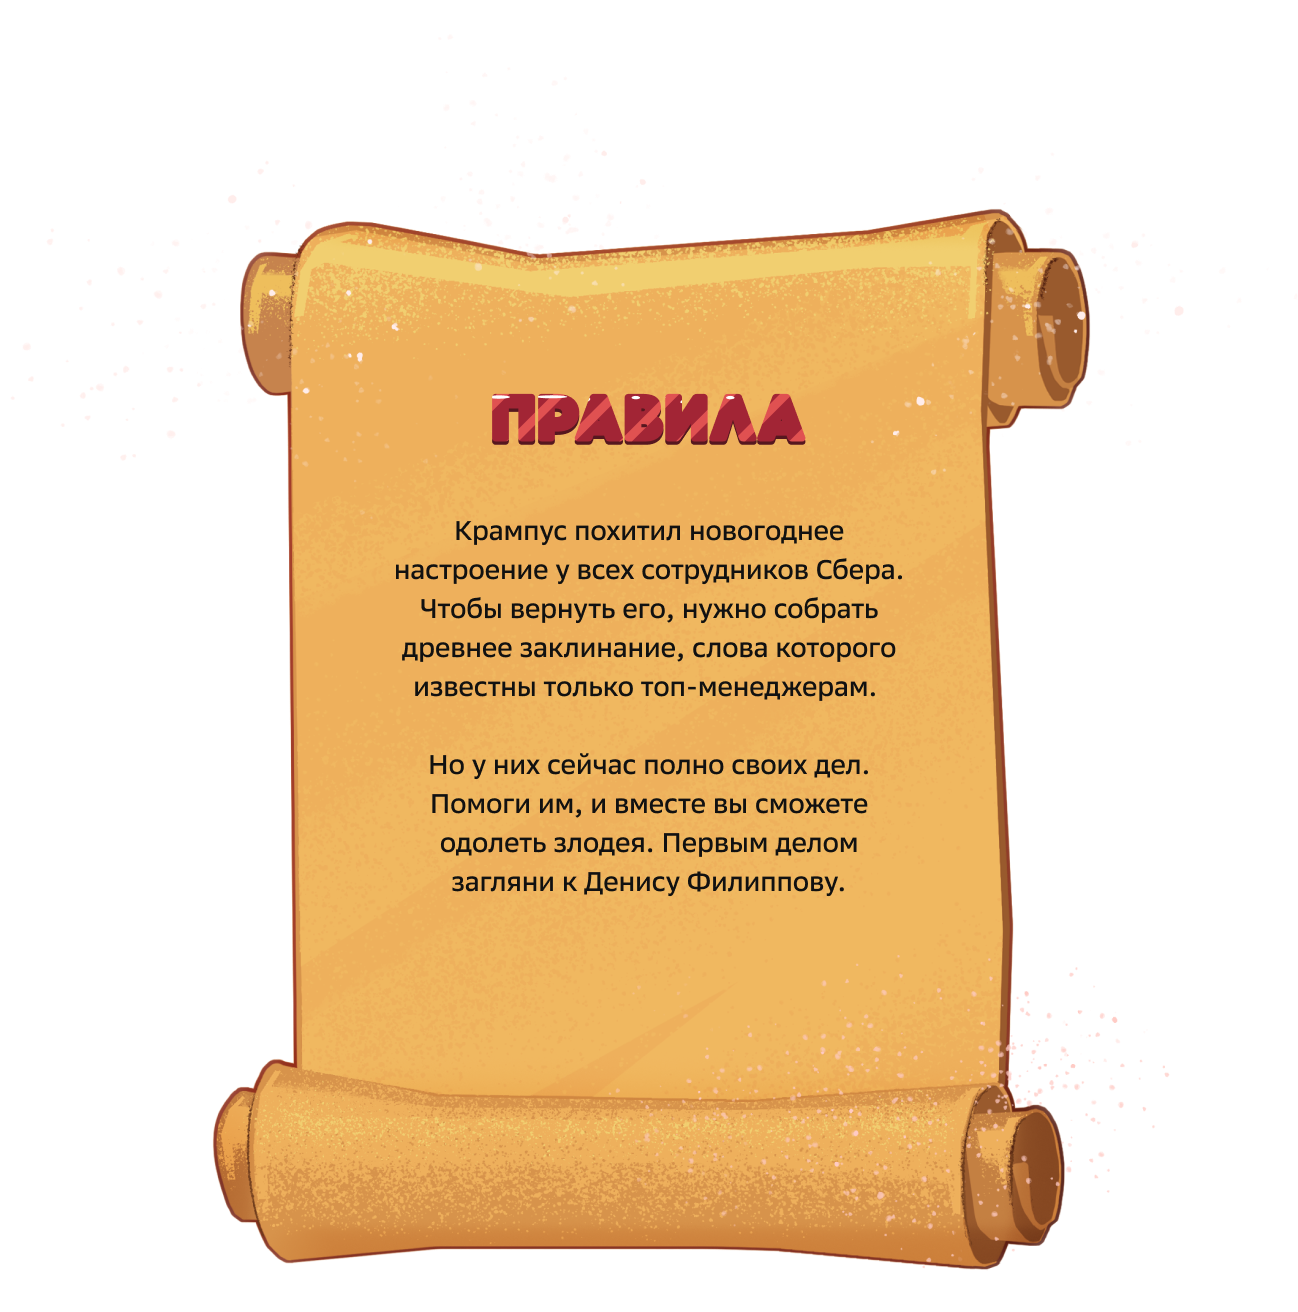 ПРАВИЛА
Крампус похитил новогоднее
настроение у всех сотрудников Сбера.
Чтобы вернуть его, нужно собрать
древнее заклинание, слова которого
известны только топ-менеджерам.
Но у них сейчас полно своих дел.
Помоги им, и вместе вы сможете
одолеть злодея. Первым делом
загляни к Денису Филиппову.